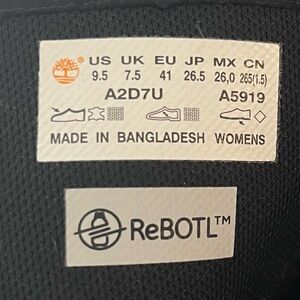 US UK EU JP MX CN
9.5 7.5 41 26.5 26,0 265(1.5)
A2D7U A5919
MADE IN BANGLADESH WOMENS
ReBOTL™